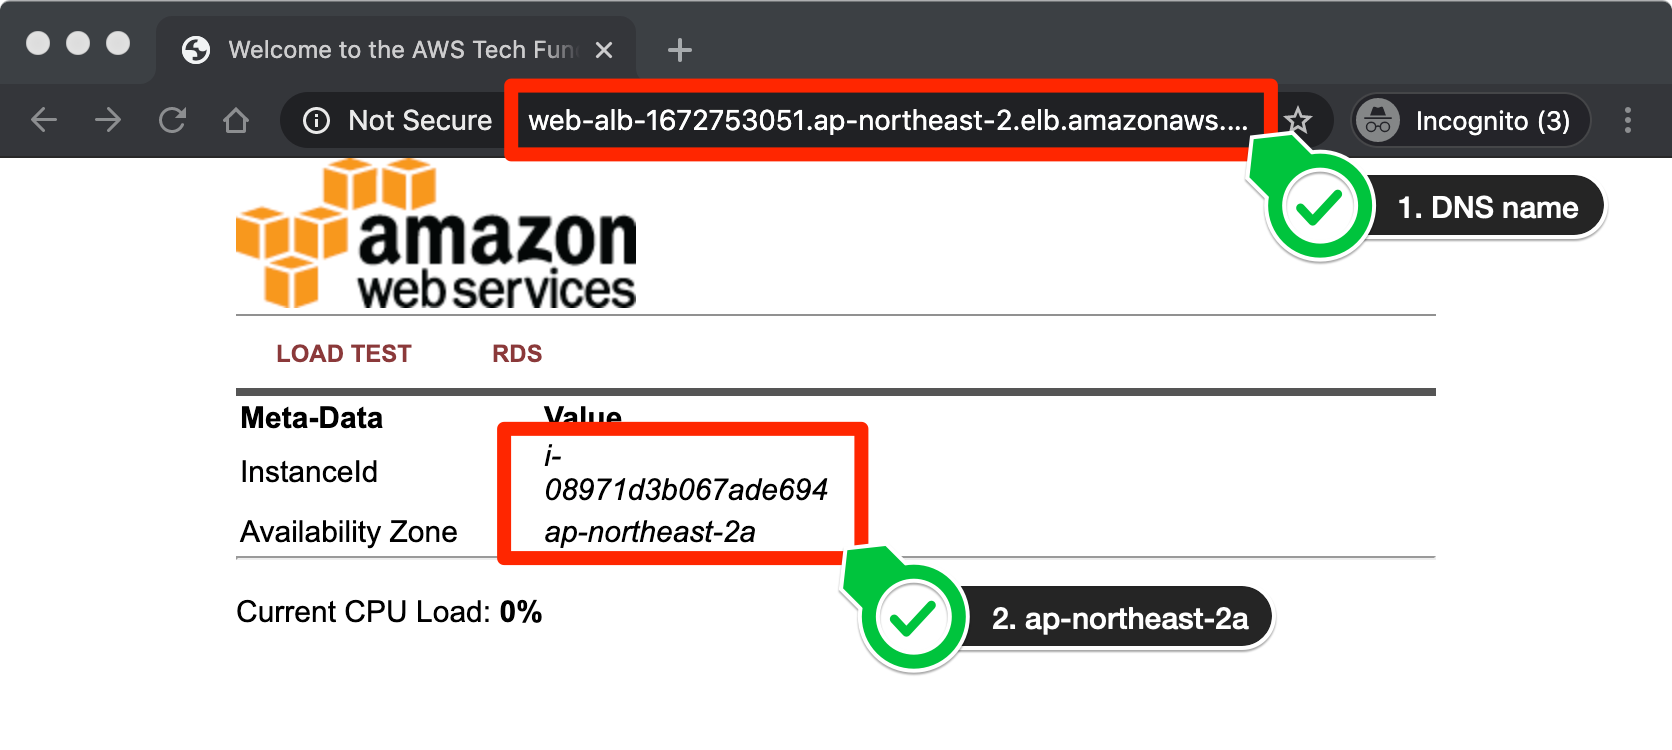 Welcome to the AWS Tech Fun
Not Secure web-alb-1672753051.ap-northeast-2.elb.amazonaws.... Incognito (3)
1. DNS name
amazon
web services
LOAD TEST RDS
Meta-Data Value
InstanceId i-
08971d3b067ade694
Availability Zone ap-northeast-2a
Current CPU Load: 0%
2. ap-northeast-2a